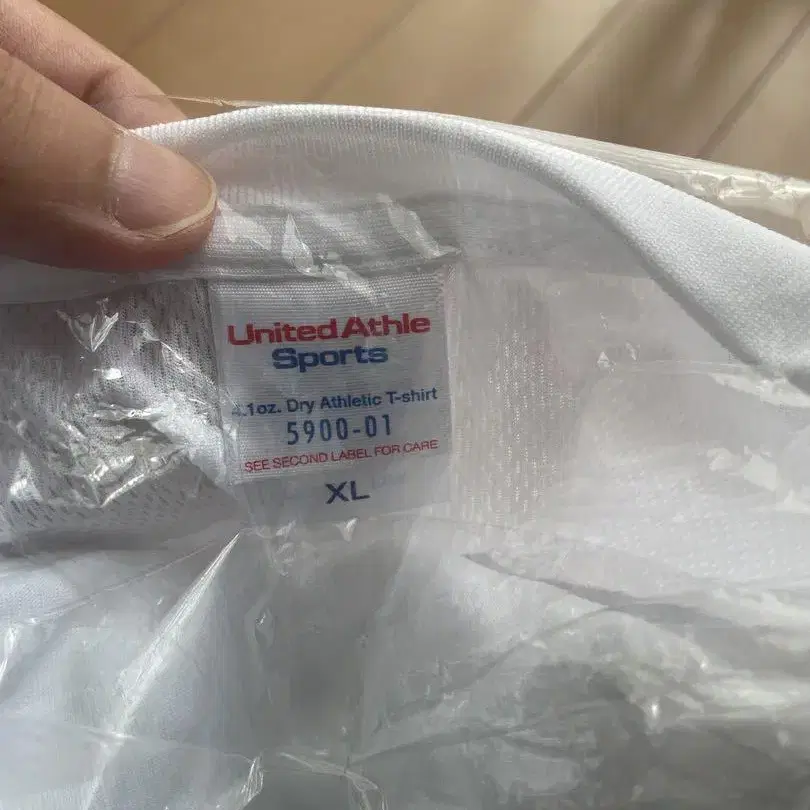 United Athle
Sports
4.1oz. Dry Athletic T-shirt
5900-01
SEE SECOND LABEL FOR CARE
XL